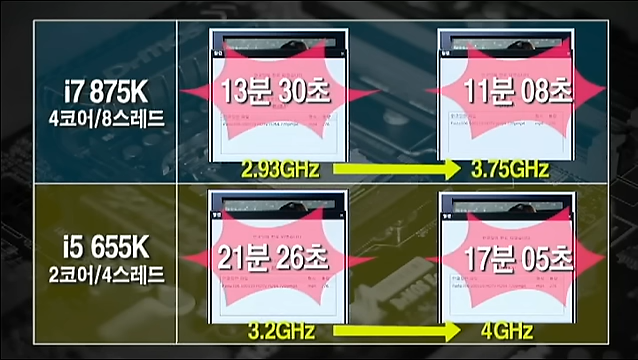 i7 875K
4코어/8스레드
13분 30초
11분 08초
2.93GHz
3.75GHz
i5 655K
2코어/4스레드
21분 26초
17분 05초
3.2GHz
4GHz